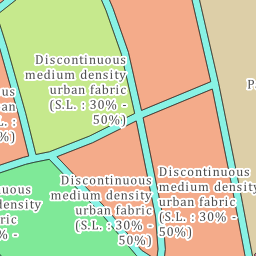 Discontinuous
medium density
urban fabric
(S.L. : 30% -
50%)
P
Discontinuous
medium density
urban fabric
(S.L. : 30% -
50%)
Discontinuous
medium density
urban fabric
(S.L. : 30% -
50%)